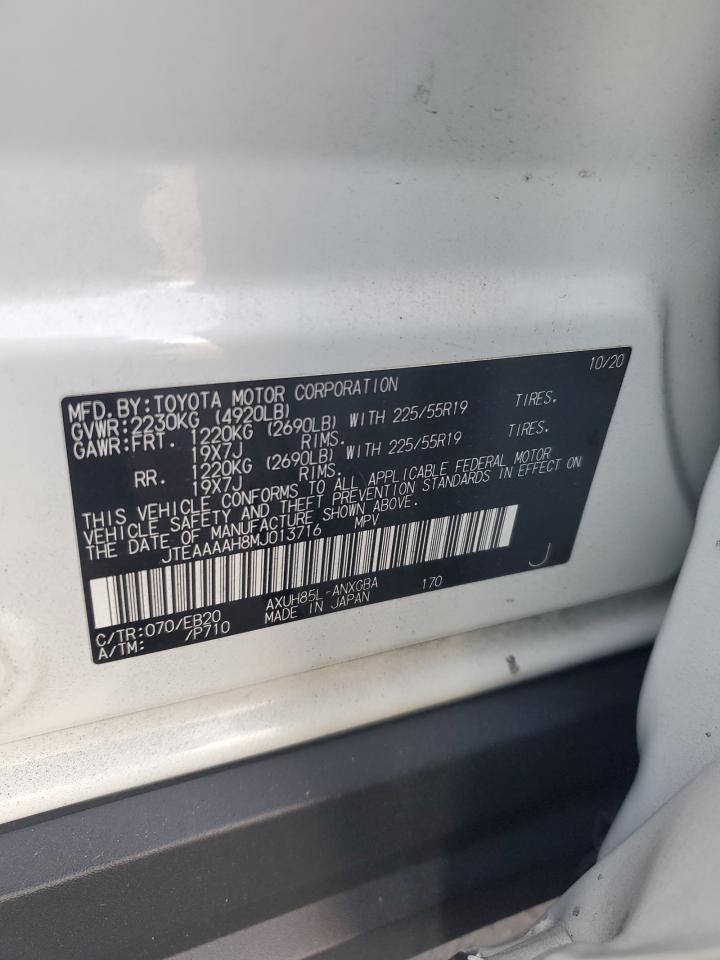 10/20
MFD. BY: TOYOTA MOTOR CORPORATION
GVWR: 2230KG (4920LB)
GAWR: FRT. 1220KG (2690LB) WITH 225/55R19 TIRES.
19X7J RIMS.
RR. 1220KG (2690LB) WITH 225/55R19 TIRES.
19X7J RIMS.
THIS VEHICLE CONFORMS TO ALL APPLICABLE FEDERAL MOTOR
VEHICLE SAFETY AND THEFT PREVENTION STANDARDS IN EFFECT ON
THE DATE OF MANUFACTURE SHOWN ABOVE.
JTEAAAAH8MJ013716 MPV
J
C/TR: 070/EB20 AXUH85L-ANXGBA 170
A/TM: /P710 MADE IN JAPAN